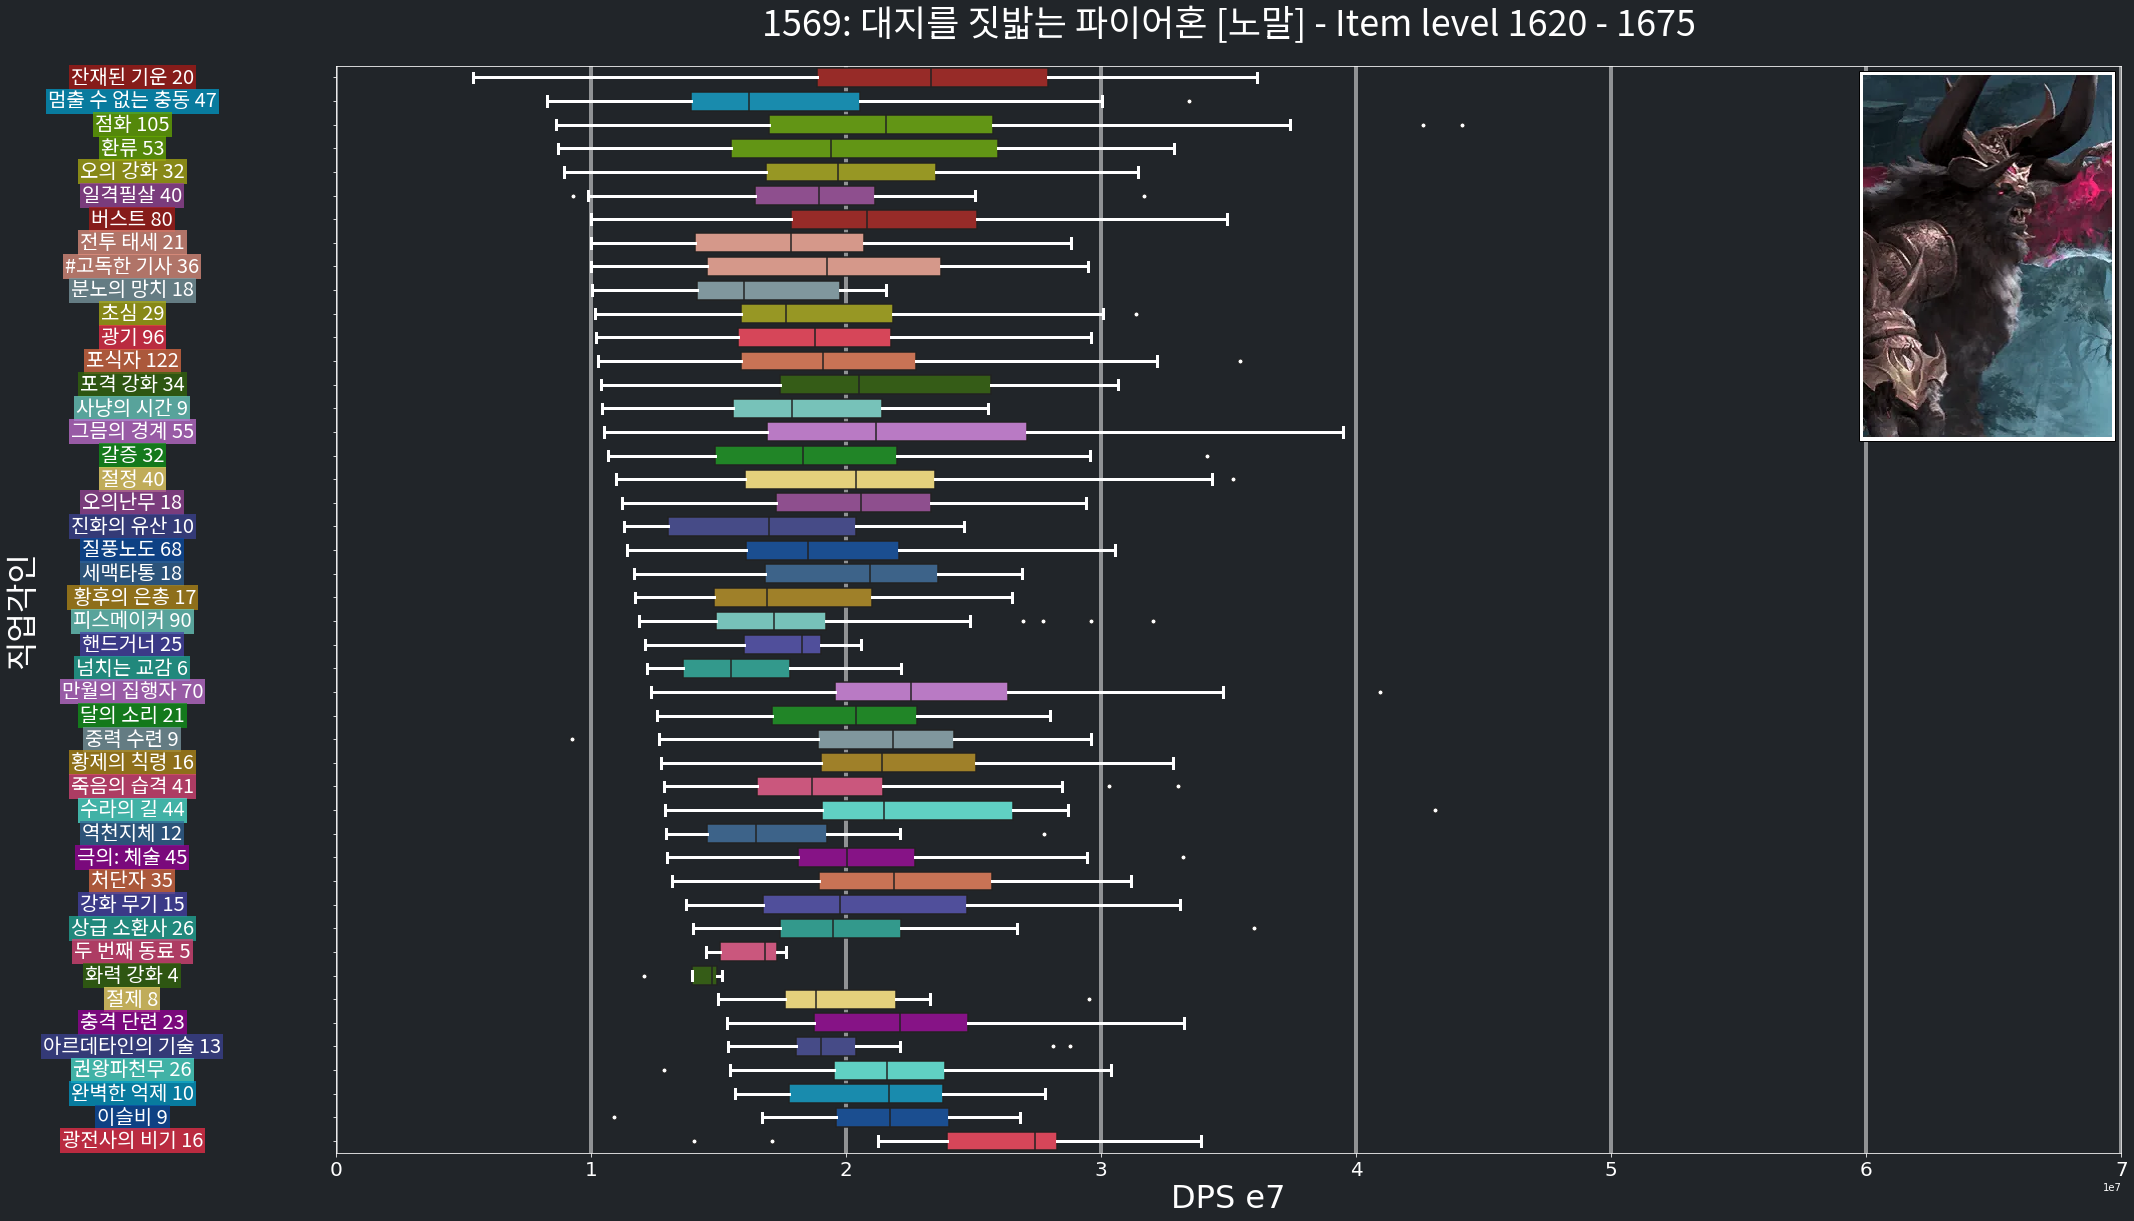 1569: 대지를 짓밟는 파이어혼 [노말] - Item level 1620 - 1675
잔재된 기운 20
멈출 수 없는 충동 47
점화 105
환류 53
오의 강화 32
일격필살 40
버스트 80
전투 태세 21
#고독한 기사 36
분노의 망치 18
초심 29
광기 96
포식자 122
포격 강화 34
사냥의 시간 9
그믐의 경계 55
갈증 32
절정 40
오의난무 18
진화의 유산 10
질풍노도 68
세맥타통 18
황후의 은총 17
피스메이커 90
핸드거너 25
넘치는 교감 6
만월의 집행자 70
달의 소리 21
중력 수련 9
황제의 칙령 16
죽음의 습격 41
수라의 길 44
역천지체 12
극의: 체술 45
처단자 35
강화 무기 15
상급 소환사 26
두 번째 동료 5
화력 강화 4
절제 8
충격 단련 23
아르데타인의 기술 13
권왕파천무 26
완벽한 억제 10
이슬비 9
광전사의 비기 16
직업각인
0 1 2 3 4 5 6 7
1e7
DPS e7